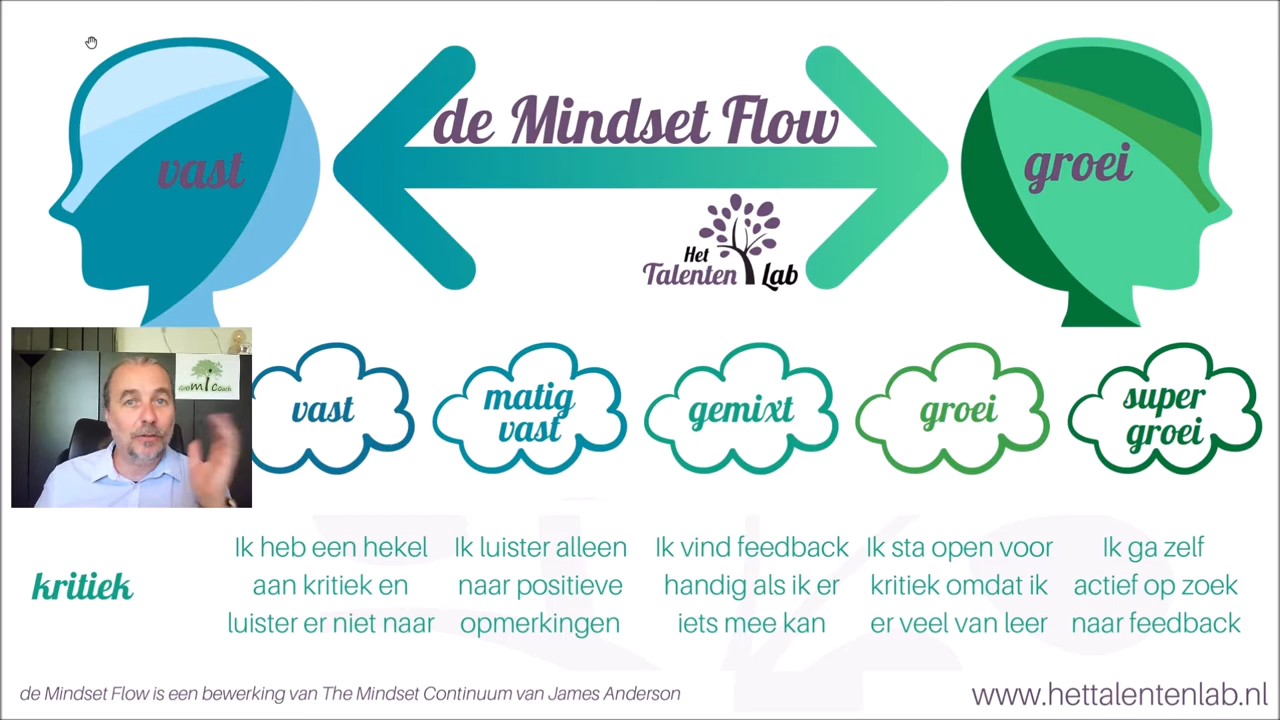 de Mindset Flow
vast
groei
Het
Talenten Lab
vast
matig
vast
gemixt
groei
super
groei
kritiek
Ik heb een hekel
aan kritiek en
luister er niet naar
Ik luister alleen
naar positieve
opmerkingen
Ik vind feedback
handig als ik er
iets mee kan
Ik sta open voor
kritiek omdat ik
er veel van leer
Ik ga zelf
actief op zoek
naar feedback
de Mindset Flow is een bewerking van The Mindset Continuum van James Anderson
www.hettalentenlab.nl